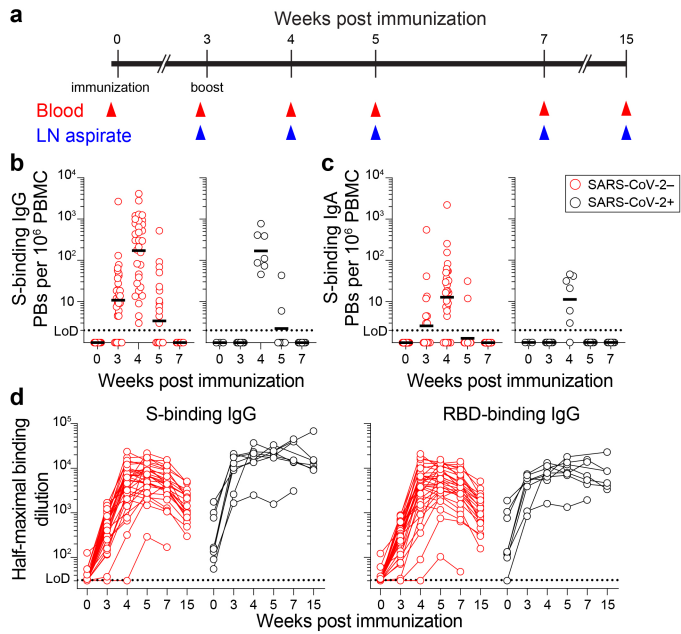 a
Weeks post immunization
0 3 4 5 7 15
immunization boost
Blood
LN aspirate
b
S-binding IgG
PBs per 10⁶ PBMC
10⁴
10³
10²
10
LoD
0 3 4 5 7 0 3 4 5 7
Weeks post immunization
c
S-binding IgA
PBs per 10⁶ PBMC
10⁴
10³
10²
10
LoD
0 3 4 5 7 0 3 4 5 7
Weeks post immunization
SARS-CoV-2–
SARS-CoV-2+
d
S-binding IgG
RBD-binding IgG
Half-maximal binding
dilution
10⁵
10⁴
10³
10²
LoD
0 3 4 5 7 15 0 3 4 5 7 15
10⁵
10⁴
10³
10²
LoD
0 3 4 5 7 15 0 3 4 5 7 15
Weeks post immunization